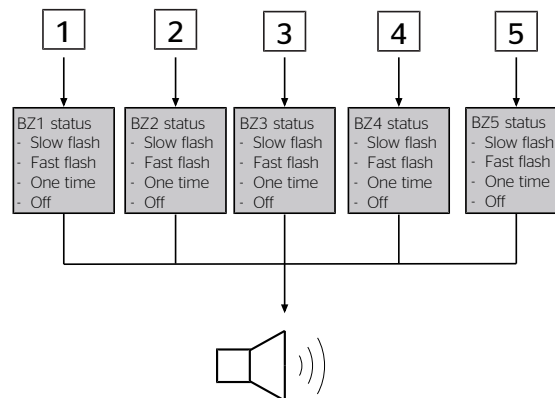 1
2
3
4
5
BZ1 status
- Slow flash
- Fast flash
- One time
- Off
BZ2 status
- Slow flash
- Fast flash
- One time
- Off
BZ3 status
- Slow flash
- Fast flash
- One time
- Off
BZ4 status
- Slow flash
- Fast flash
- One time
- Off
BZ5 status
- Slow flash
- Fast flash
- One time
- Off